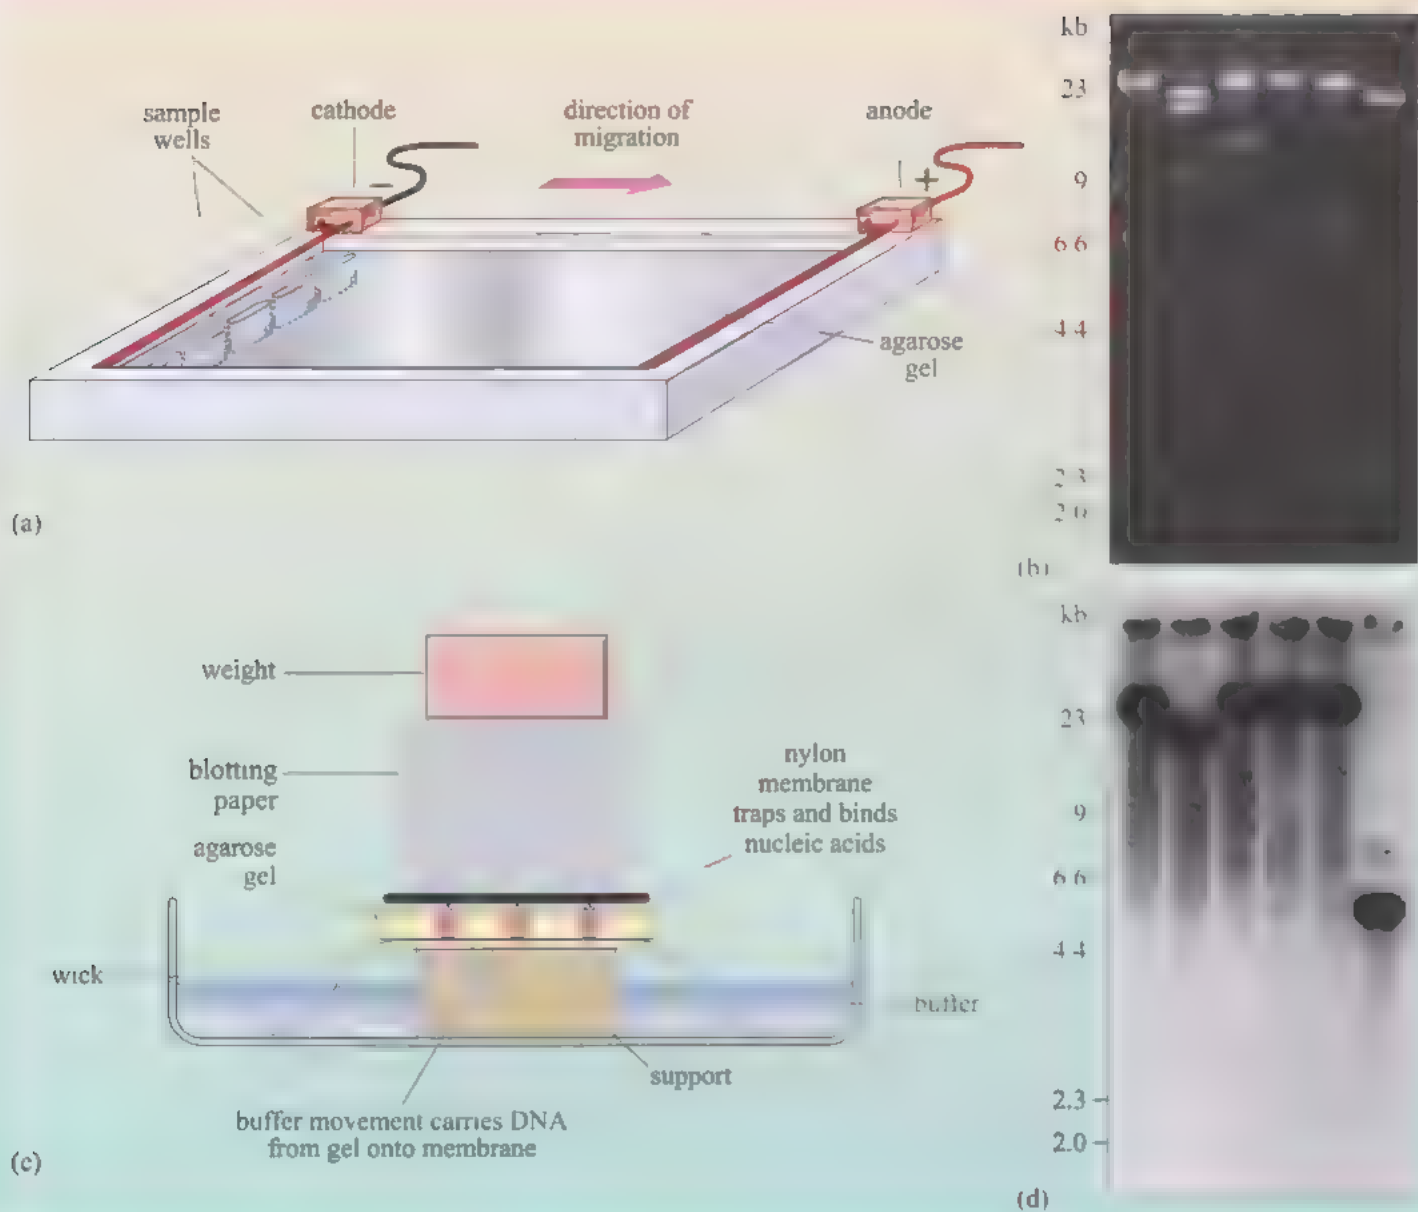 sample
wells
cathode
direction of
migration
anode
−
+
agarose
gel
(a)
kb
23
9
6 6
4 4
2 3
2 0
(b)
weight
blotting
paper
agarose
gel
nylon
membrane
traps and binds
nucleic acids
wick
buffer
support
buffer movement carries DNA
from gel onto membrane
(c)
kb
23
9
6 6
4 4
2.3
2.0
(d)